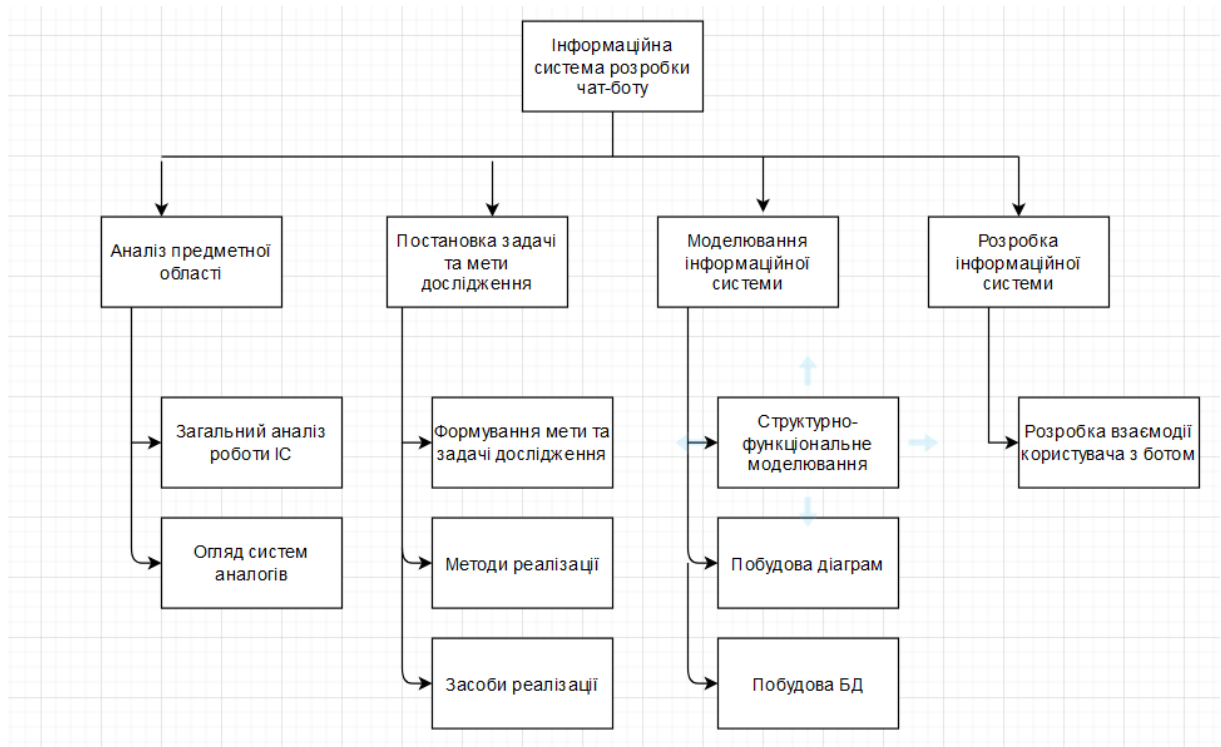 Інформаційна
система розробки
чат-боту
Аналіз предметної
області
Постановка задачі
та мети
дослідження
Моделювання
інформаційної
системи
Розробка
інформаційної
системи
Загальний аналіз
роботи ІС
Формування мети та
задачі дослідження
Структурно-
функціональне
моделювання
Розробка взаємодії
користувача з ботом
Огляд систем
аналогів
Методи реалізації
Побудова діаграм
Засоби реалізації
Побудова БД